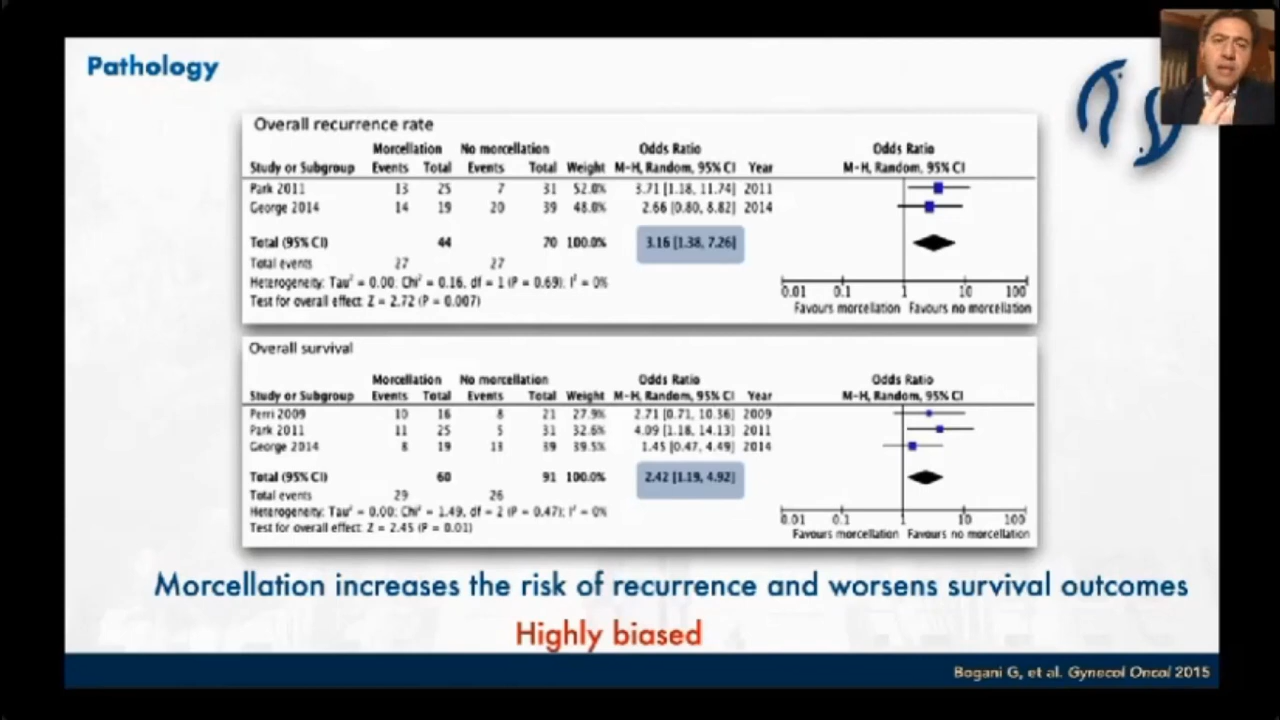 Pathology
Overall recurrence rate
Morcellation No morcellation Odds Ratio Odds Ratio
Study or Subgroup Events Total Events Total Weight M-H, Random, 95% CI Year M-H, Random, 95% CI
Park 2011 13 25 7 31 52.0% 3.71 [1.18, 11.74] 2011
George 2014 14 19 20 39 48.0% 2.66 [0.80, 8.82] 2014
Total (95% CI) 44 70 100.0% 3.16 [1.38, 7.26]
Total events 27 27
Heterogeneity: Tau² = 0.00; Chi² = 0.16, df = 1 (P = 0.69); I² = 0%
Test for overall effect: Z = 2.72 (P = 0.007)
0.01 0.1 1 10 100
Favours morcellation Favours no morcellation
Overall survival
Morcellation No morcellation Odds Ratio Odds Ratio
Study or Subgroup Events Total Events Total Weight M-H, Random, 95% CI Year M-H, Random, 95% CI
Perri 2009 10 16 8 21 27.9% 2.71 [0.71, 10.36] 2009
Park 2011 11 25 5 31 32.6% 4.09 [1.18, 14.13] 2011
George 2014 8 19 13 39 39.5% 1.45 [0.47, 4.49] 2014
Total (95% CI) 60 91 100.0% 2.42 [1.19, 4.92]
Total events 29 26
Heterogeneity: Tau² = 0.00; Chi² = 1.49, df = 2 (P = 0.47); I² = 0%
Test for overall effect: Z = 2.45 (P = 0.01)
0.01 0.1 1 10 100
Favours morcellation Favours no morcellation
Morcellation increases the risk of recurrence and worsens survival outcomes
Highly biased
Bogani G, et al. Gynecol Oncol 2015